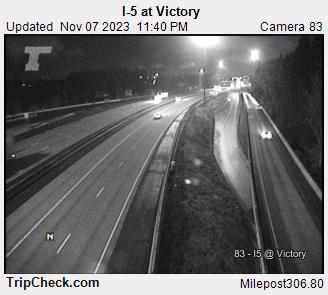 I-5 at Victory
Updated Nov 07 2023 11:40 PM Camera 83
T
N
83 - I5 @ Victory
TripCheck.com Milepost306.80